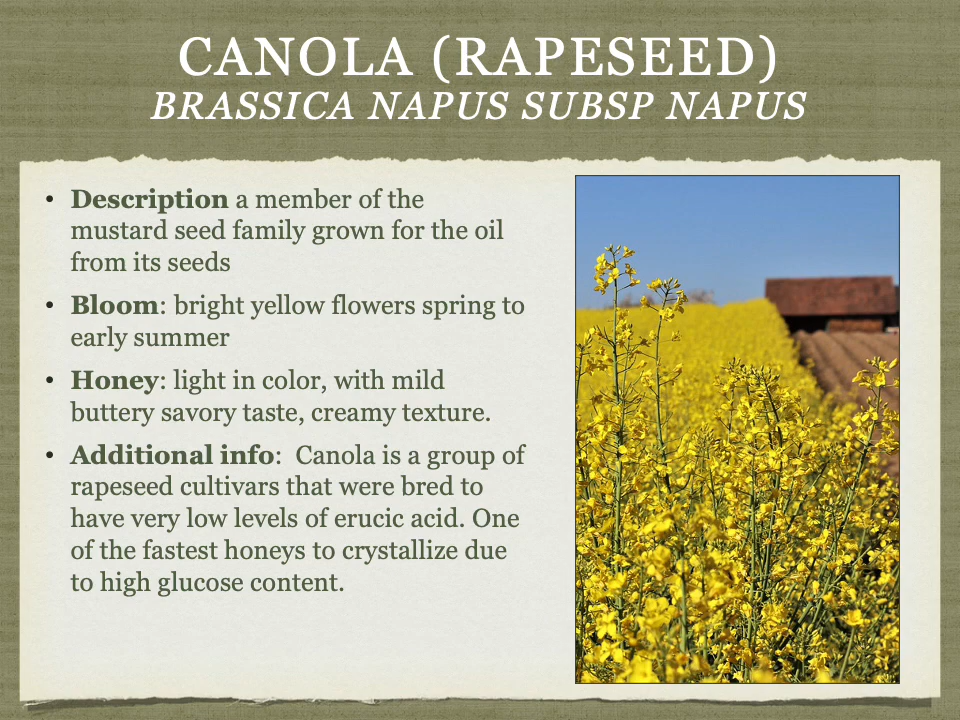 CANOLA (RAPESEED)
BRASSICA NAPUS SUBSP NAPUS
• Description a member of the
mustard seed family grown for the oil
from its seeds
• Bloom: bright yellow flowers spring to
early summer
• Honey: light in color, with mild
buttery savory taste, creamy texture.
• Additional info:  Canola is a group of
rapeseed cultivars that were bred to
have very low levels of erucic acid. One
of the fastest honeys to crystallize due
to high glucose content.